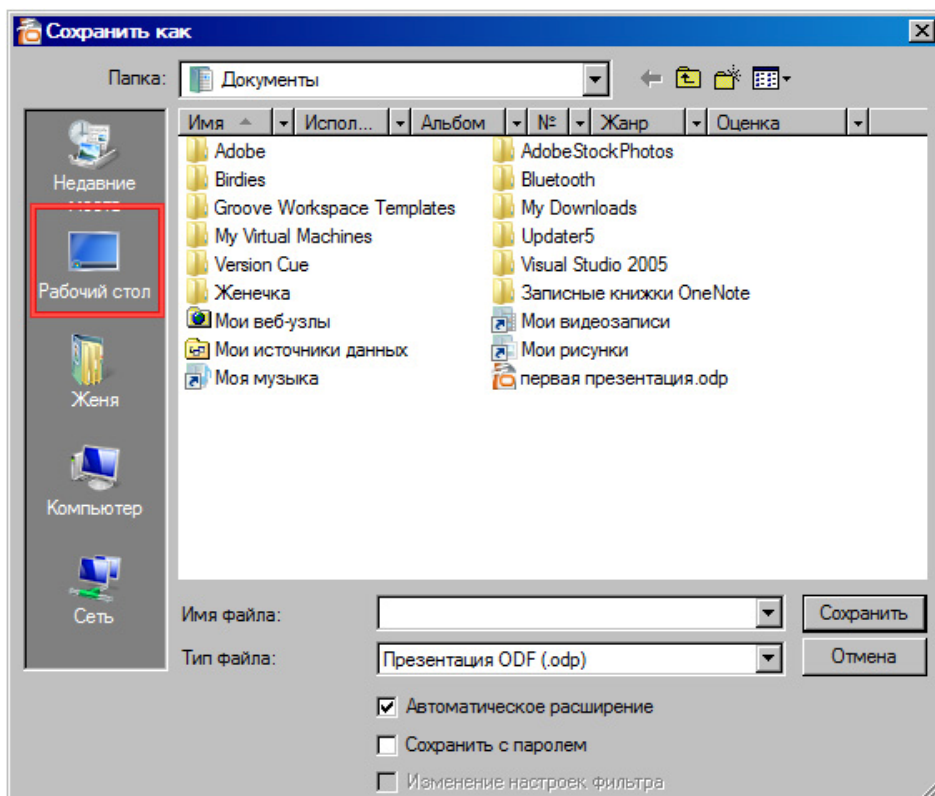 Сохранить как
Папка: Документы
Имя Испол... Альбом № Жанр Оценка
Недавние
Рабочий стол
Женя
Компьютер
Сеть
Adobe AdobeStockPhotos
Birdies Bluetooth
Groove Workspace Templates My Downloads
My Virtual Machines Updater5
Version Cue Visual Studio 2005
Женечка Записные книжки OneNote
Мои веб-узлы Мои видеозаписи
Мои источники данных Мои рисунки
Моя музыка первая презентация.odp
Имя файла: Сохранить
Тип файла: Презентация ODF (.odp) Отмена
Автоматическое расширение
Сохранить с паролем
Изменение настроек фильтра